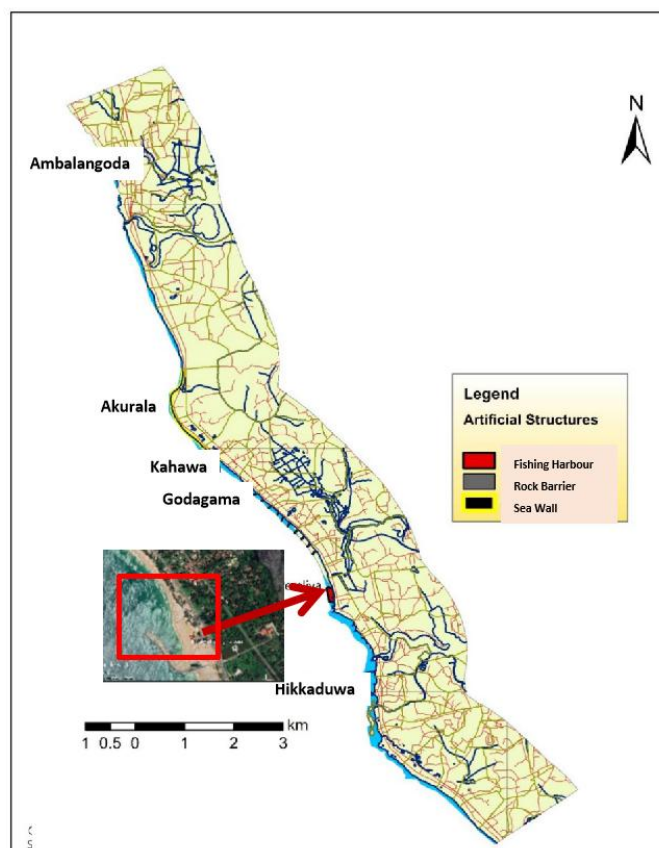 N
Ambalangoda
Akurala
Kahawa
Godagama
Hikkaduwa
Legend
Artificial Structures
Fishing Harbour
Rock Barrier
Sea Wall
km
1 0.5 0 1 2 3